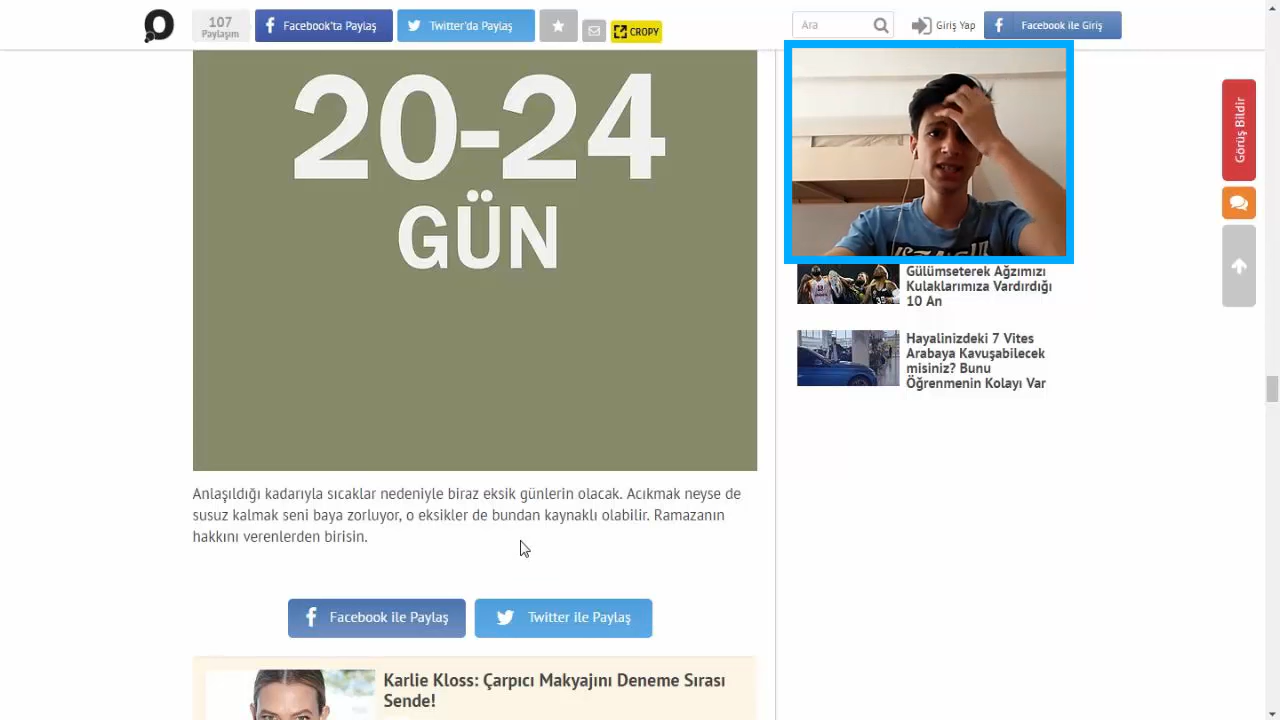 107
Paylaşım
Facebook'ta Paylaş
Twitter'da Paylaş
CROPY
Ara
Giriş Yap
Facebook ile Giriş
20-24
GÜN
Görüş Bildir
Gülümseterek Ağzımızı
Kulaklarımıza Vardırdığı
10 An
Hayalinizdeki 7 Vites
Arabaya Kavuşabilecek
misiniz? Bunu
Öğrenmenin Kolayı Var
Anlaşıldığı kadarıyla sıcaklar nedeniyle biraz eksik günlerin olacak. Acıkmak neyse de
susuz kalmak seni baya zorluyor, o eksikler de bundan kaynaklı olabilir. Ramazanın
hakkını verenlerden birisin.
Facebook ile Paylaş
Twitter ile Paylaş
Karlie Kloss: Çarpıcı Makyajını Deneme Sırası
Sende!